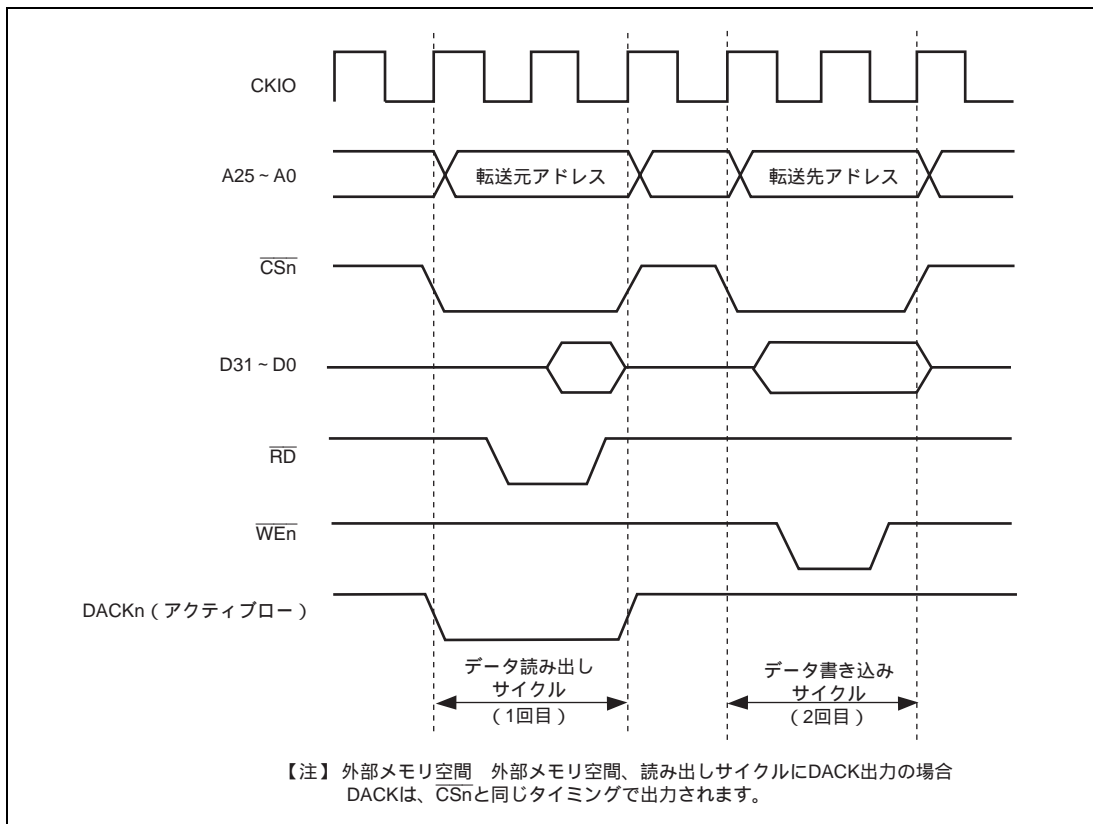 CKIO
A25~A0
転送元アドレス
転送先アドレス
CSn
D31~D0
RD
WEn
DACKn(アクティブロー)
データ読み出し
サイクル
(1回目)
データ書き込み
サイクル
(2回目)
【注】外部メモリ空間 外部メモリ空間、読み出しサイクルにDACK出力の場合
DACKは、CSnと同じタイミングで出力されます。